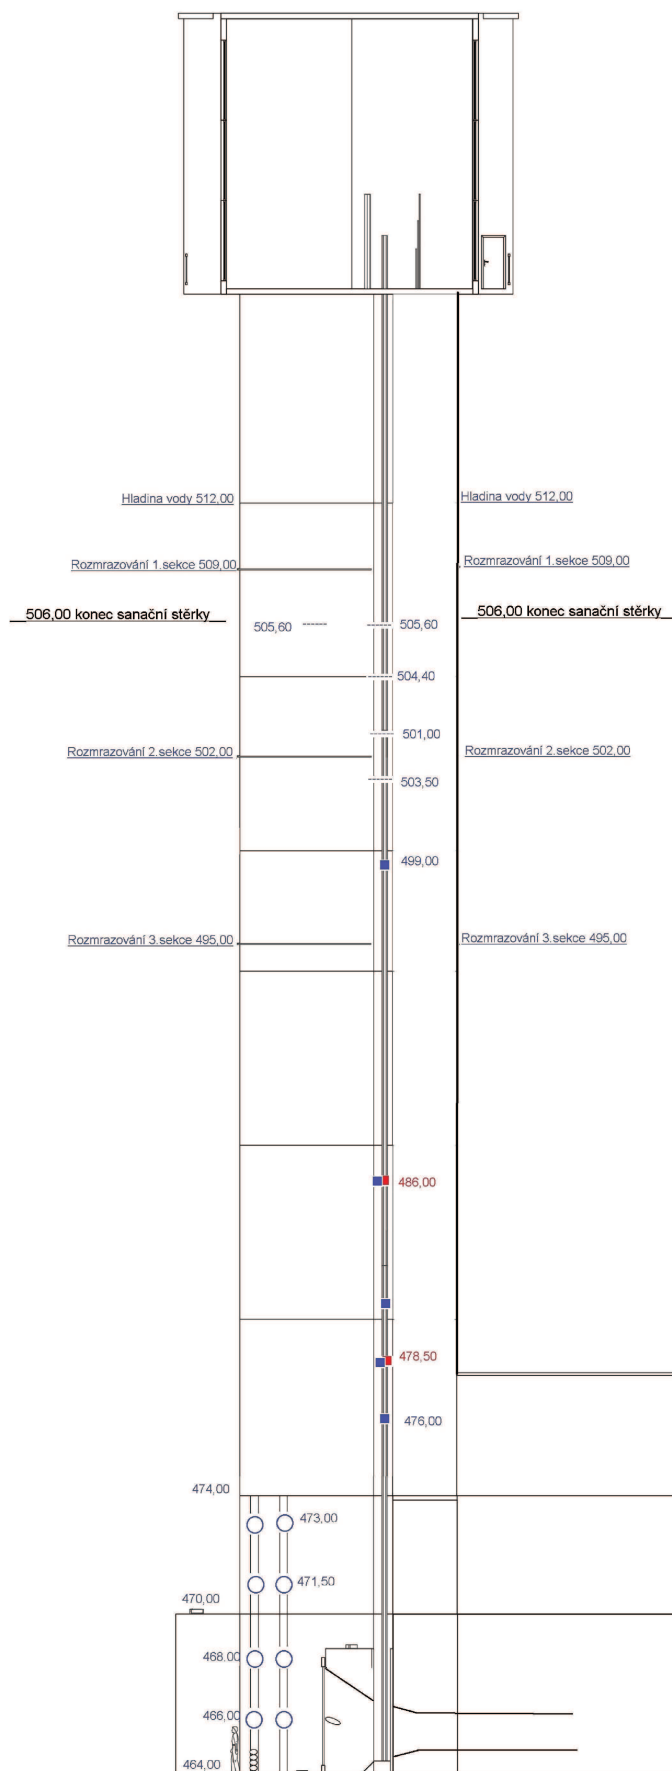 Hladina vody 512,00
Hladina vody 512,00
Rozmrazování 1.sekce 509,00
Rozmrazování 1.sekce 509,00
506,00 konec sanační stěrky
506,00 konec sanační stěrky
505,60
505,60
504,40
501,00
Rozmrazování 2.sekce 502,00
Rozmrazování 2.sekce 502,00
503,50
499,00
Rozmrazování 3.sekce 495,00
Rozmrazování 3.sekce 495,00
486,00
478,50
476,00
474,00
473,00
471,50
470,00
468,00
466,00
464,00